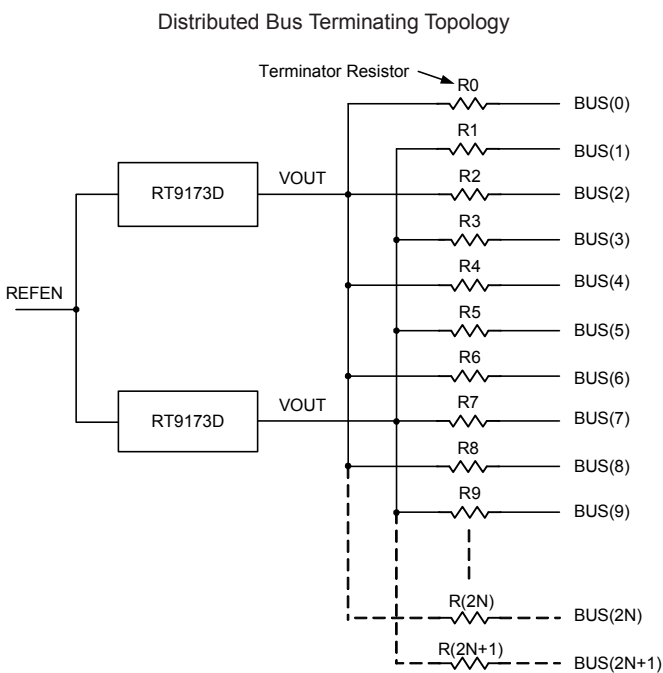 Distributed Bus Terminating Topology
Terminator Resistor
R0
BUS(0)
R1
BUS(1)
RT9173D
VOUT
R2
BUS(2)
R3
BUS(3)
R4
BUS(4)
REFEN
R5
BUS(5)
R6
BUS(6)
RT9173D
VOUT
R7
BUS(7)
R8
BUS(8)
R9
BUS(9)
R(2N)
BUS(2N)
R(2N+1)
BUS(2N+1)